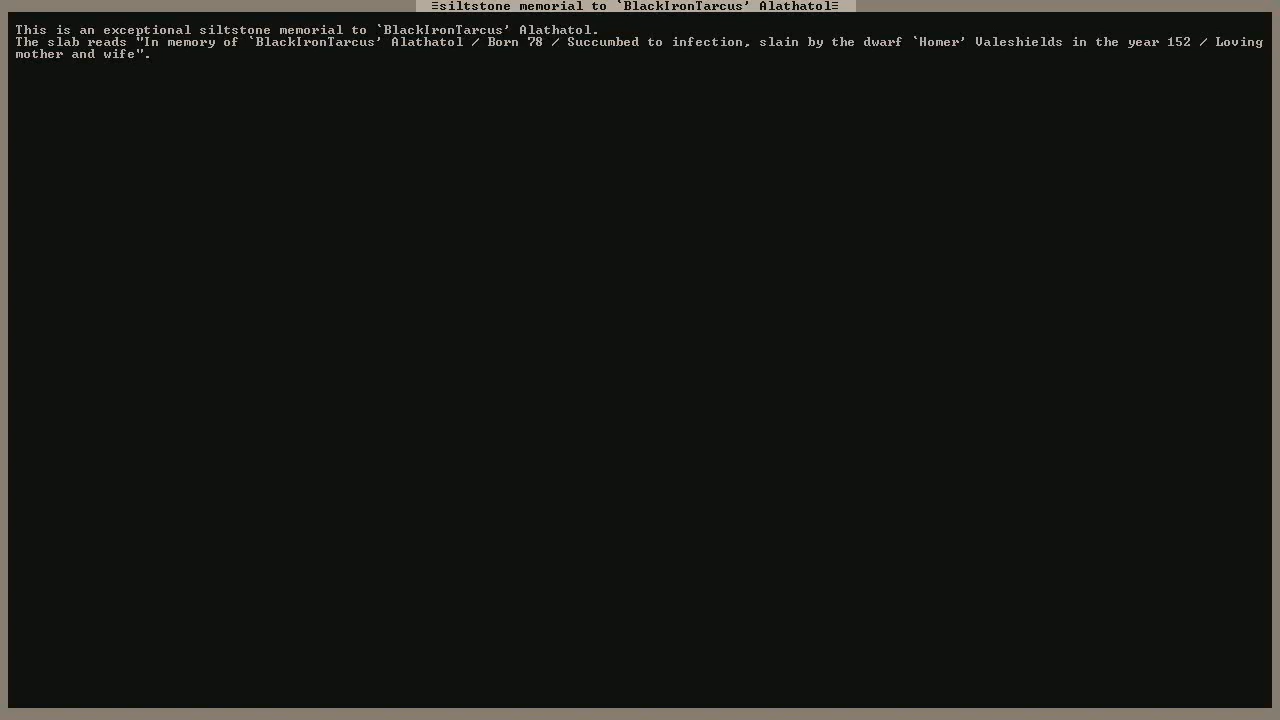 ≡siltstone memorial to `BlackIronTarcus' Alathatol≡
This is an exceptional siltstone memorial to `BlackIronTarcus' Alathatol.
The slab reads "In memory of `BlackIronTarcus' Alathatol / Born 78 / Succumbed to infection, slain by the dwarf `Homer' Valeshields in the year 152 / Loving
mother and wife".